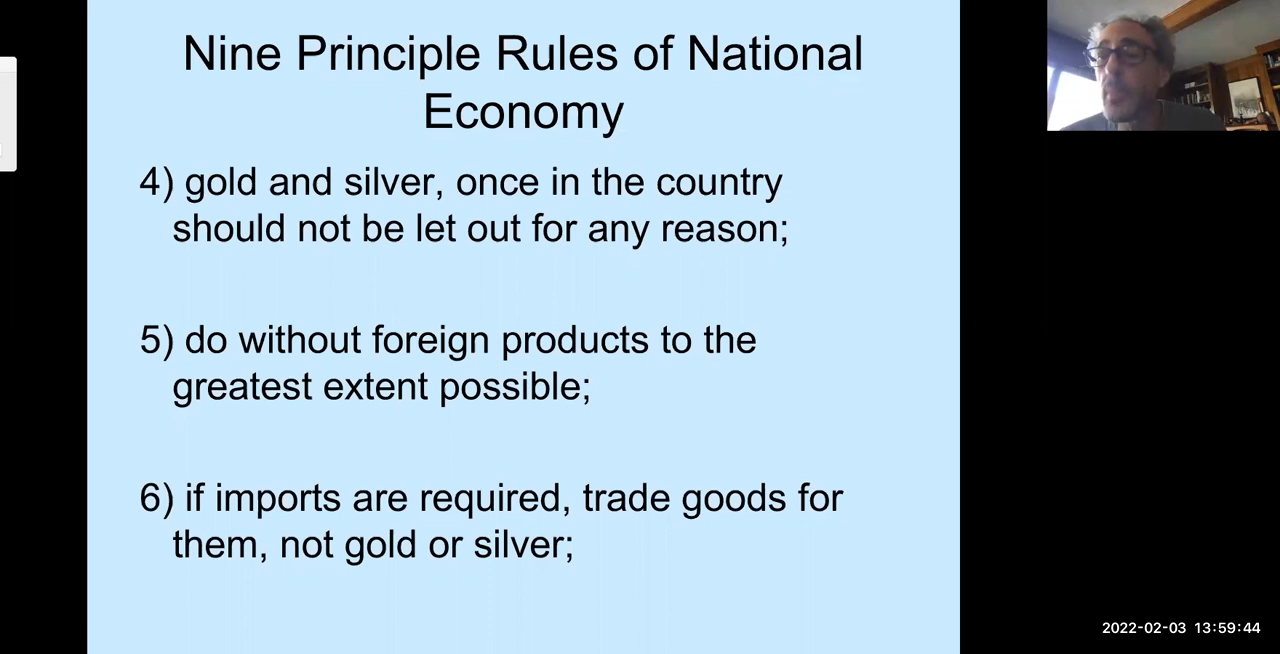 Nine Principle Rules of National
Economy
4) gold and silver, once in the country
should not be let out for any reason;
5) do without foreign products to the
greatest extent possible;
6) if imports are required, trade goods for
them, not gold or silver;
2022-02-03 13:59:44